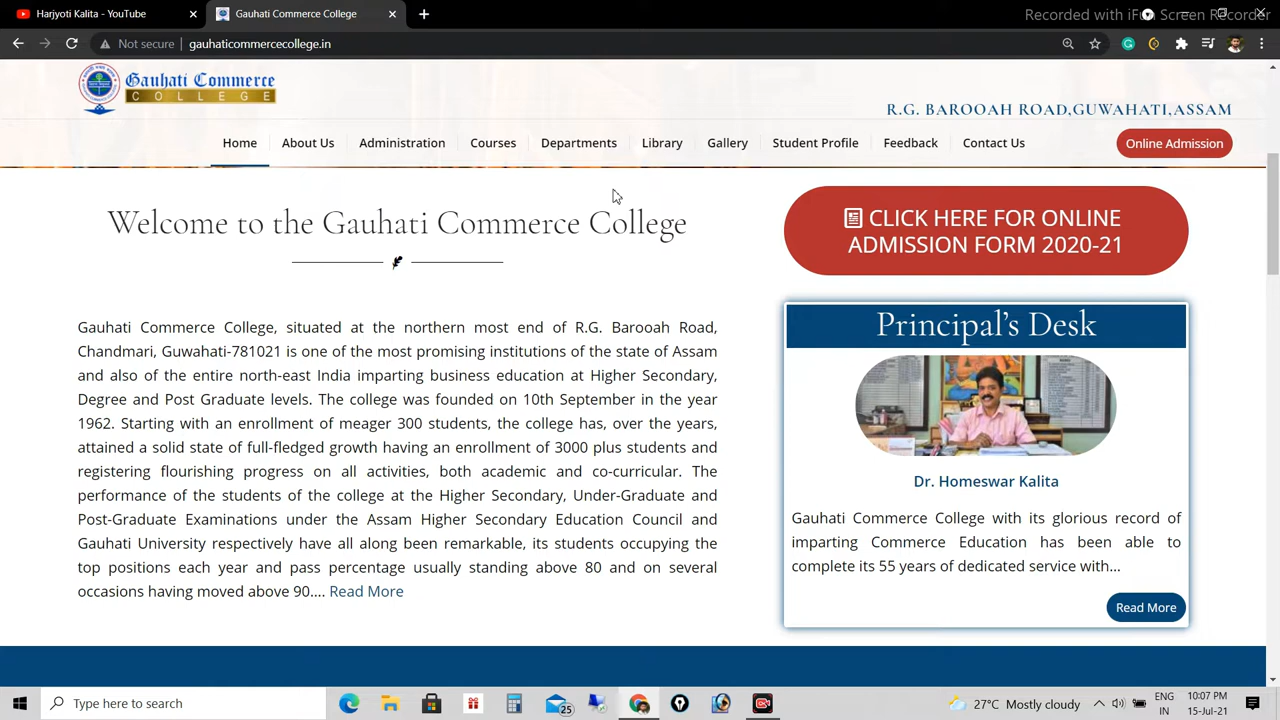 Harjyoti Kalita - YouTube
Gauhati Commerce College
Recorded with iFun Screen Recorder
Not secure
gauhaticommercecollege.in
Gauhati Commerce
COLLEGE
R.G. BAROOAH ROAD,GUWAHATI,ASSAM
Home
About Us
Administration
Courses
Departments
Library
Gallery
Student Profile
Feedback
Contact Us
Online Admission
Welcome to the Gauhati Commerce College
Gauhati Commerce College, situated at the northern most end of R.G. Barooah Road,
Chandmari, Guwahati-781021 is one of the most promising institutions of the state of Assam
and also of the entire north-east India imparting business education at Higher Secondary,
Degree and Post Graduate levels. The college was founded on 10th September in the year
1962. Starting with an enrollment of meager 300 students, the college has, over the years,
attained a solid state of full-fledged growth having an enrollment of 3000 plus students and
registering flourishing progress on all activities, both academic and co-curricular. The
performance of the students of the college at the Higher Secondary, Under-Graduate and
Post-Graduate Examinations under the Assam Higher Secondary Education Council and
Gauhati University respectively have all along been remarkable, its students occupying the
top positions each year and pass percentage usually standing above 80 and on several
occasions having moved above 90.... Read More
CLICK HERE FOR ONLINE
ADMISSION FORM 2020-21
Principal's Desk
Dr. Homeswar Kalita
Gauhati Commerce College with its glorious record of
imparting Commerce Education has been able to
complete its 55 years of dedicated service with...
Read More
Type here to search
25
27°C Mostly cloudy
ENG
IN
10:07 PM
15-Jul-21